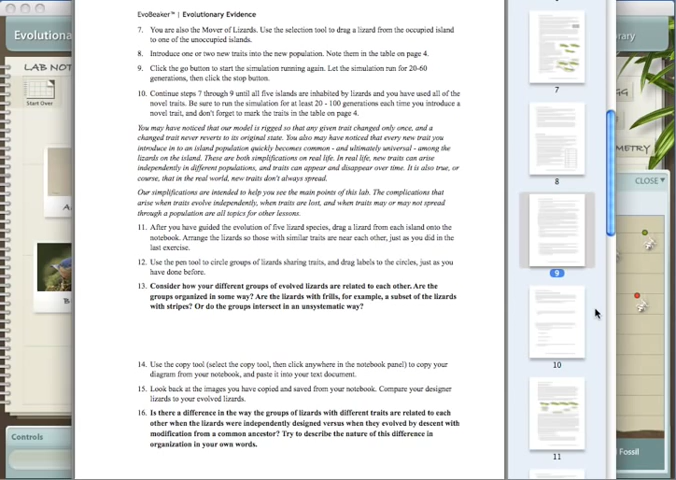 EvoBeaker™ | Evolutionary Evidence
Evolutiona
rary
LAB NOT
Start Over
7. You are also the Mover of Lizards. Use the selection tool to drag a lizard from the occupied island
to one of the unoccupied islands.
8. Introduce one or two new traits into the new population. Note them in the table on page 4.
9. Click the go button to start the simulation running again. Let the simulation run for 20-60
generations, then click the stop button.
10. Continue steps 7 through 9 until all five islands are inhabited by lizards and you have used all of the
novel traits. Be sure to run the simulation for at least 20 - 100 generations each time you introduce a
novel trait, and don't forget to mark the traits in the table on page 4.
You may have noticed that our model is rigged so that any given trait changed only once, and a
changed trait never reverts to its original state. You also may have noticed that every new trait you
introduce in to an island population quickly becomes common - and ultimately universal - among the
lizards on the island. These are both simplifications on real life. In real life, new traits can arise
independently in different populations, and traits can appear and disappear over time. It is also true, or
course, that in the real world, new traits don't always spread.
Our simplifications are intended to help you see the main points of this lab. The complications that
arise when traits evolve independently, when traits are lost, and when traits may or may not spread
through a population are all topics for other lessons.
11. After you have guided the evolution of five lizard species, drag a lizard from each island onto the
notebook. Arrange the lizards so those with similar traits are near each other, just as you did in the
last exercise.
12. Use the pen tool to circle groups of lizards sharing traits, and drag labels to the circles, just as you
have done before.
13. Consider how your different groups of evolved lizards are related to each other. Are the
groups organized in some way? Are the lizards with frills, for example, a subset of the lizards
with stripes? Or do the groups intersect in an unsystematic way?
14. Use the copy tool (select the copy tool, then click anywhere in the notebook panel) to copy your
diagram from your notebook, and paste it into your text document.
15. Look back at the images you have copied and saved from your notebook. Compare your designer
lizards to your evolved lizards.
16. Is there a difference in the way the groups of lizards with different traits are related to each
other when the lizards were independently designed versus when they evolved by descent with
modification from a common ancestor? Try to describe the nature of this difference in
organization in your own words.
7
8
9
10
11
GG
METRY
CLOSE
Fossil
Controls